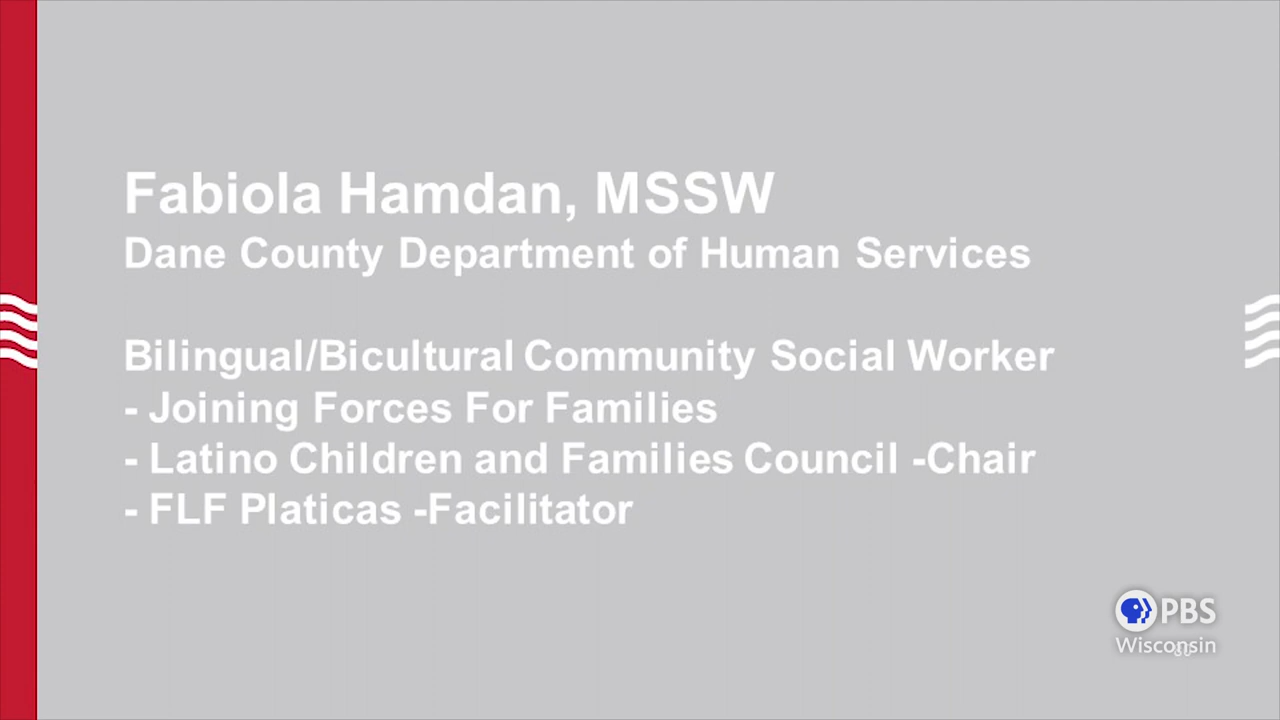 Fabiola Hamdan, MSSW
Dane County Department of Human Services
Bilingual/Bicultural Community Social Worker
- Joining Forces For Families
- Latino Children and Families Council -Chair
- FLF Platicas -Facilitator
PBS
Wisconsin